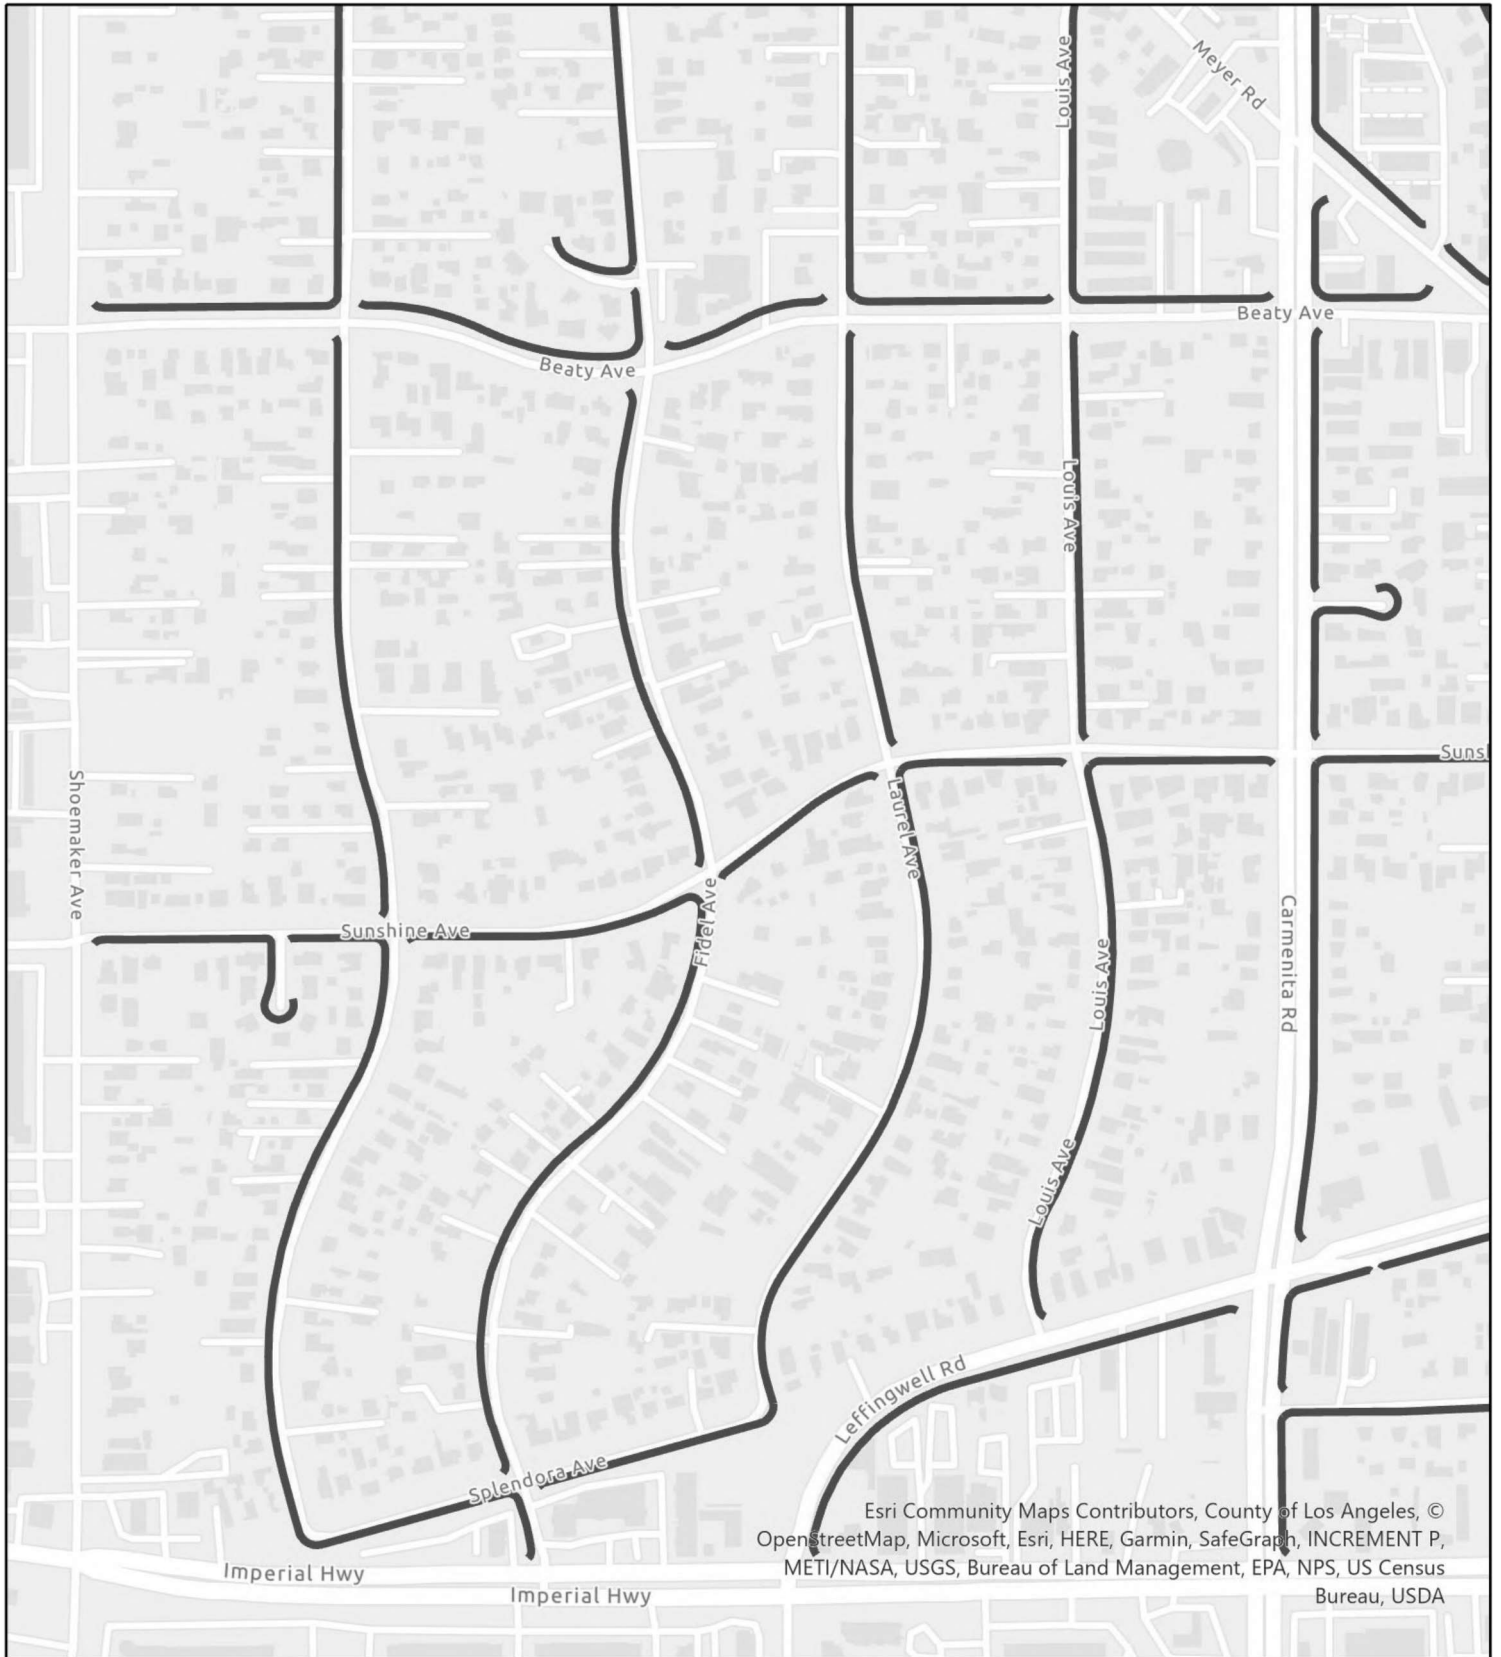 Louis Ave
Meyer Rd
Beaty Ave
Beaty Ave
Louis Ave
Sunsl
Shoemaker Ave
Laurel Ave
Fidel Ave
Sunshine Ave
Carmenita Rd
Louis Ave
Louis Ave
Leffingwell Rd
Splendora Ave
Esri Community Maps Contributors, County of Los Angeles, ©
OpenStreetMap, Microsoft, Esri, HERE, Garmin, SafeGraph, INCREMENT P,
METI/NASA, USGS, Bureau of Land Management, EPA, NPS, US Census
Bureau, USDA
Imperial Hwy
Imperial Hwy